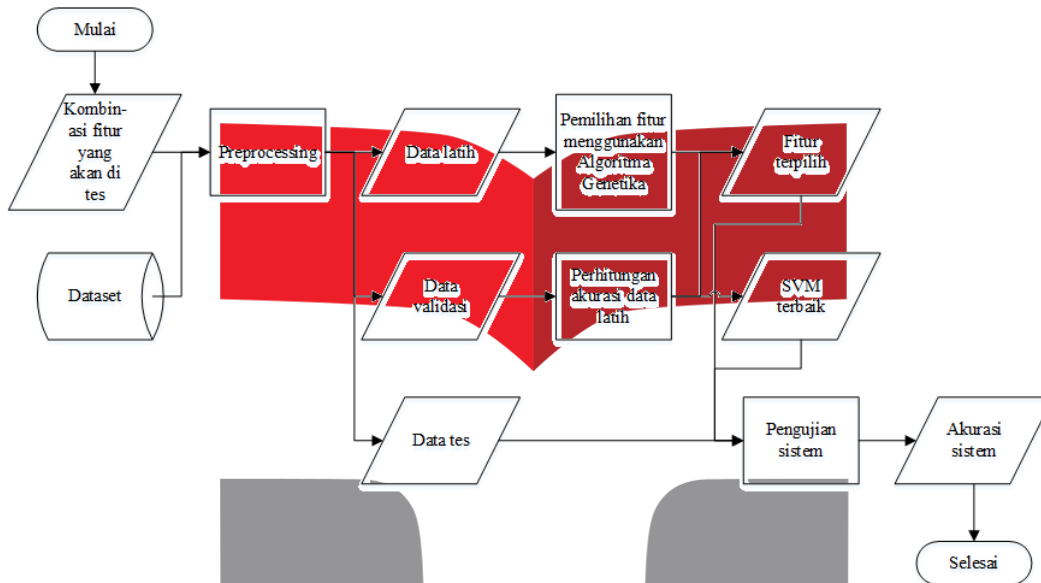 Mulai
Kombin-
asi fitur
yang
akan di
tes
Preprocessing
Data latih
Pemilihan fitur
menggunakan
Algoritma
Genetika
Fitur
terpilih
Dataset
Data
validasi
Perhitungan
akurasi data
latih
SVM
terbaik
Data tes
Pengujian
sistem
Akurasi
sistem
Selesai